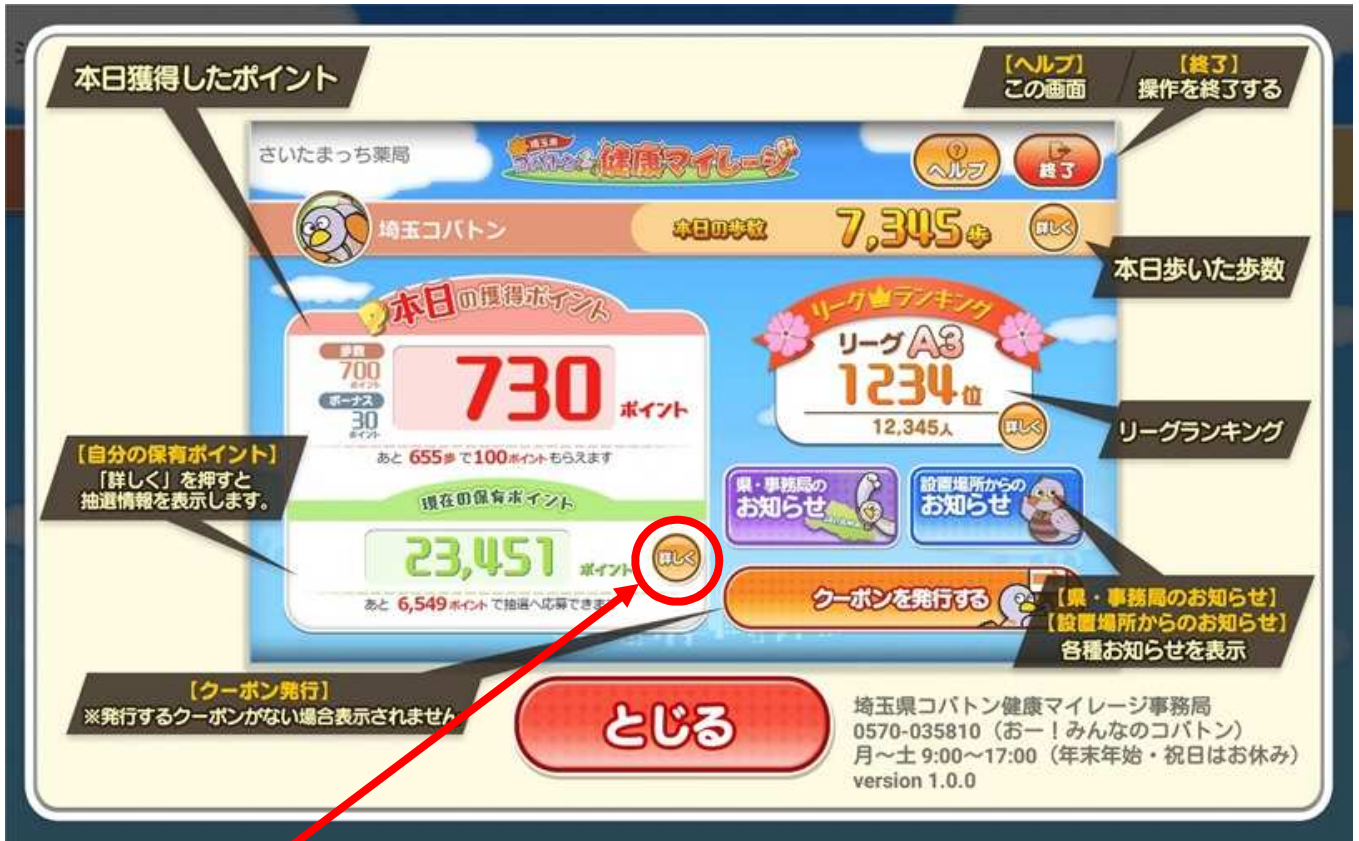 本日獲得したポイント
【ヘルプ】
この画面
【終了】
操作を終了する
さいたまっち薬局
埼玉県
コバトン
健康マイレージ
ヘルプ
終了
埼玉コバトン
本日の歩数
7,345歩
詳しく
本日歩いた歩数
本日の獲得ポイント
歩数
700
ポイント
ボーナス
30
ポイント
730
ポイント
あと 655歩 で100ポイントもらえます
リーグランキング
リーグA3
1234位
12,345人
詳しく
リーグランキング
【自分の保有ポイント】
「詳しく」を押すと
抽選情報を表示します。
現在の保有ポイント
23,451
ポイント
詳しく
あと 6,549ポイント で抽選へ応募できま
県・事務局の
お知らせ
設置場所からの
お知らせ
クーポンを発行する
【県・事務局のお知らせ】
【設置場所からのお知らせ】
各種お知らせを表示
【クーポン発行】
※発行するクーポンがない場合表示されません
とじる
埼玉県コバトン健康マイレージ事務局
0570-035810（おー！みんなのコバトン）
月～土 9:00～17:00（年末年始・祝日はお休み）
version 1.0.0